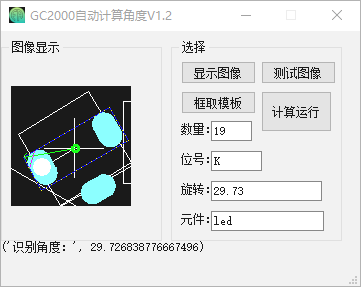 GC2000自动计算角度V1.2
图像显示
选择
显示图像 测试图像
框取模板 计算运行
数量: 19
位号: K
旋转: 29.73
元件: led
('识别角度: ', 29.726838776667496)